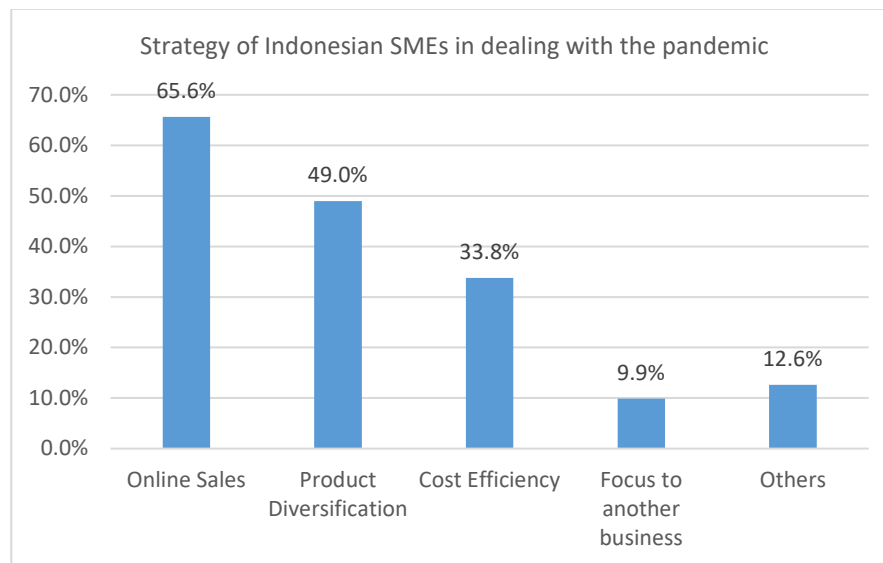 Strategy of Indonesian SMEs in dealing with the pandemic
70.0%
65.6%
60.0%
49.0%
50.0%
40.0%
33.8%
30.0%
20.0%
12.6%
9.9%
10.0%
0.0%
Online Sales
Product
Diversification
Cost Efficiency
Focus to
another
business
Others